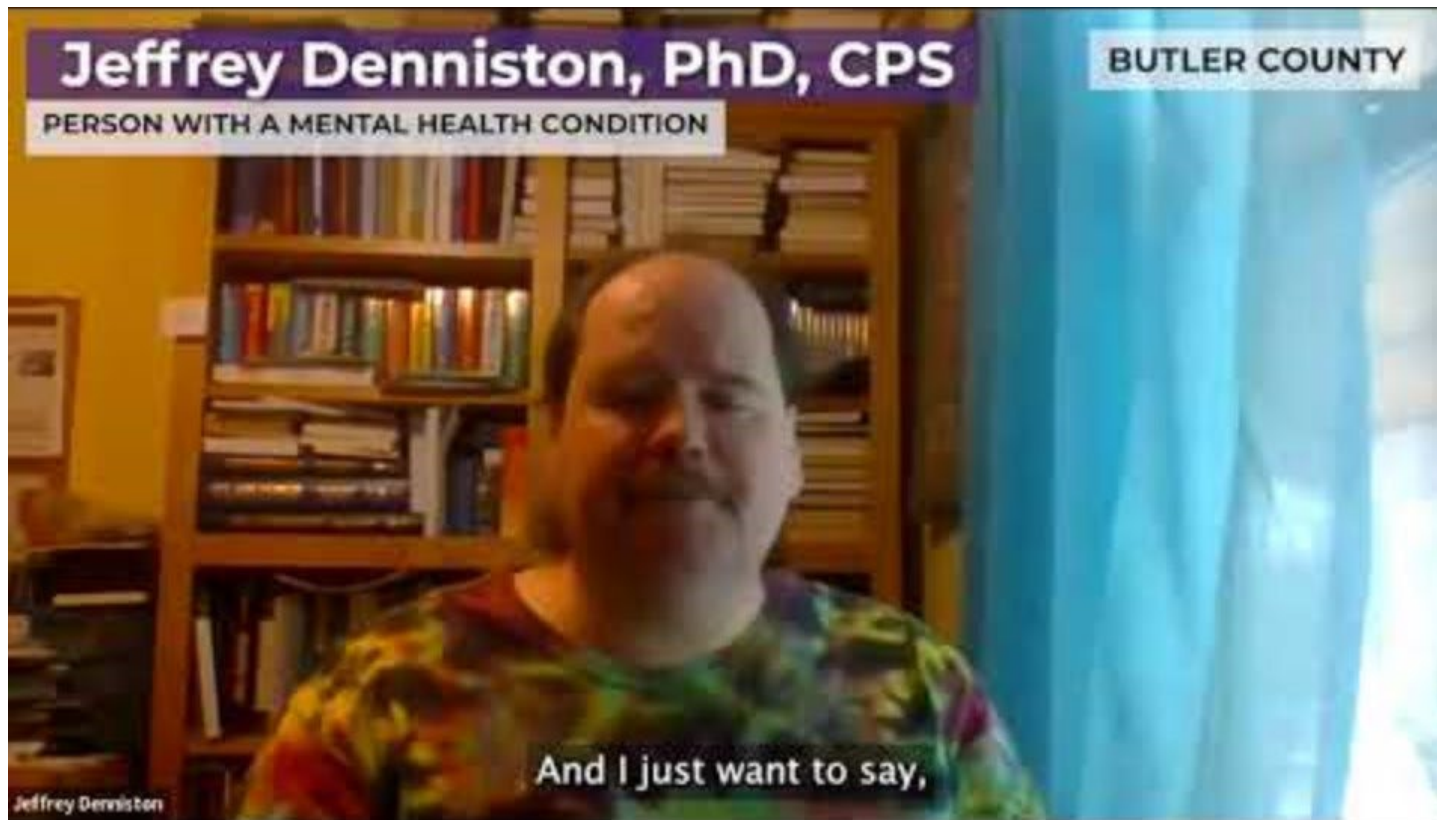 Jeffrey Denniston, PhD, CPS
BUTLER COUNTY
PERSON WITH A MENTAL HEALTH CONDITION
And I just want to say,
Jeffrey Denniston